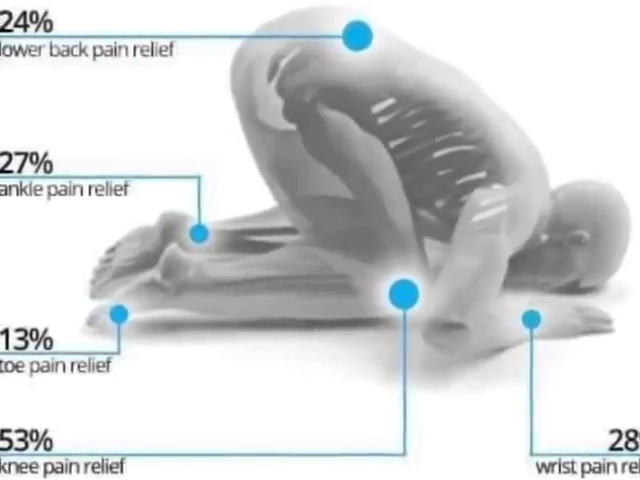 24%
lower back pain relief
27%
ankle pain relief
13%
toe pain relief
53%
knee pain relief
28
wrist pain rel